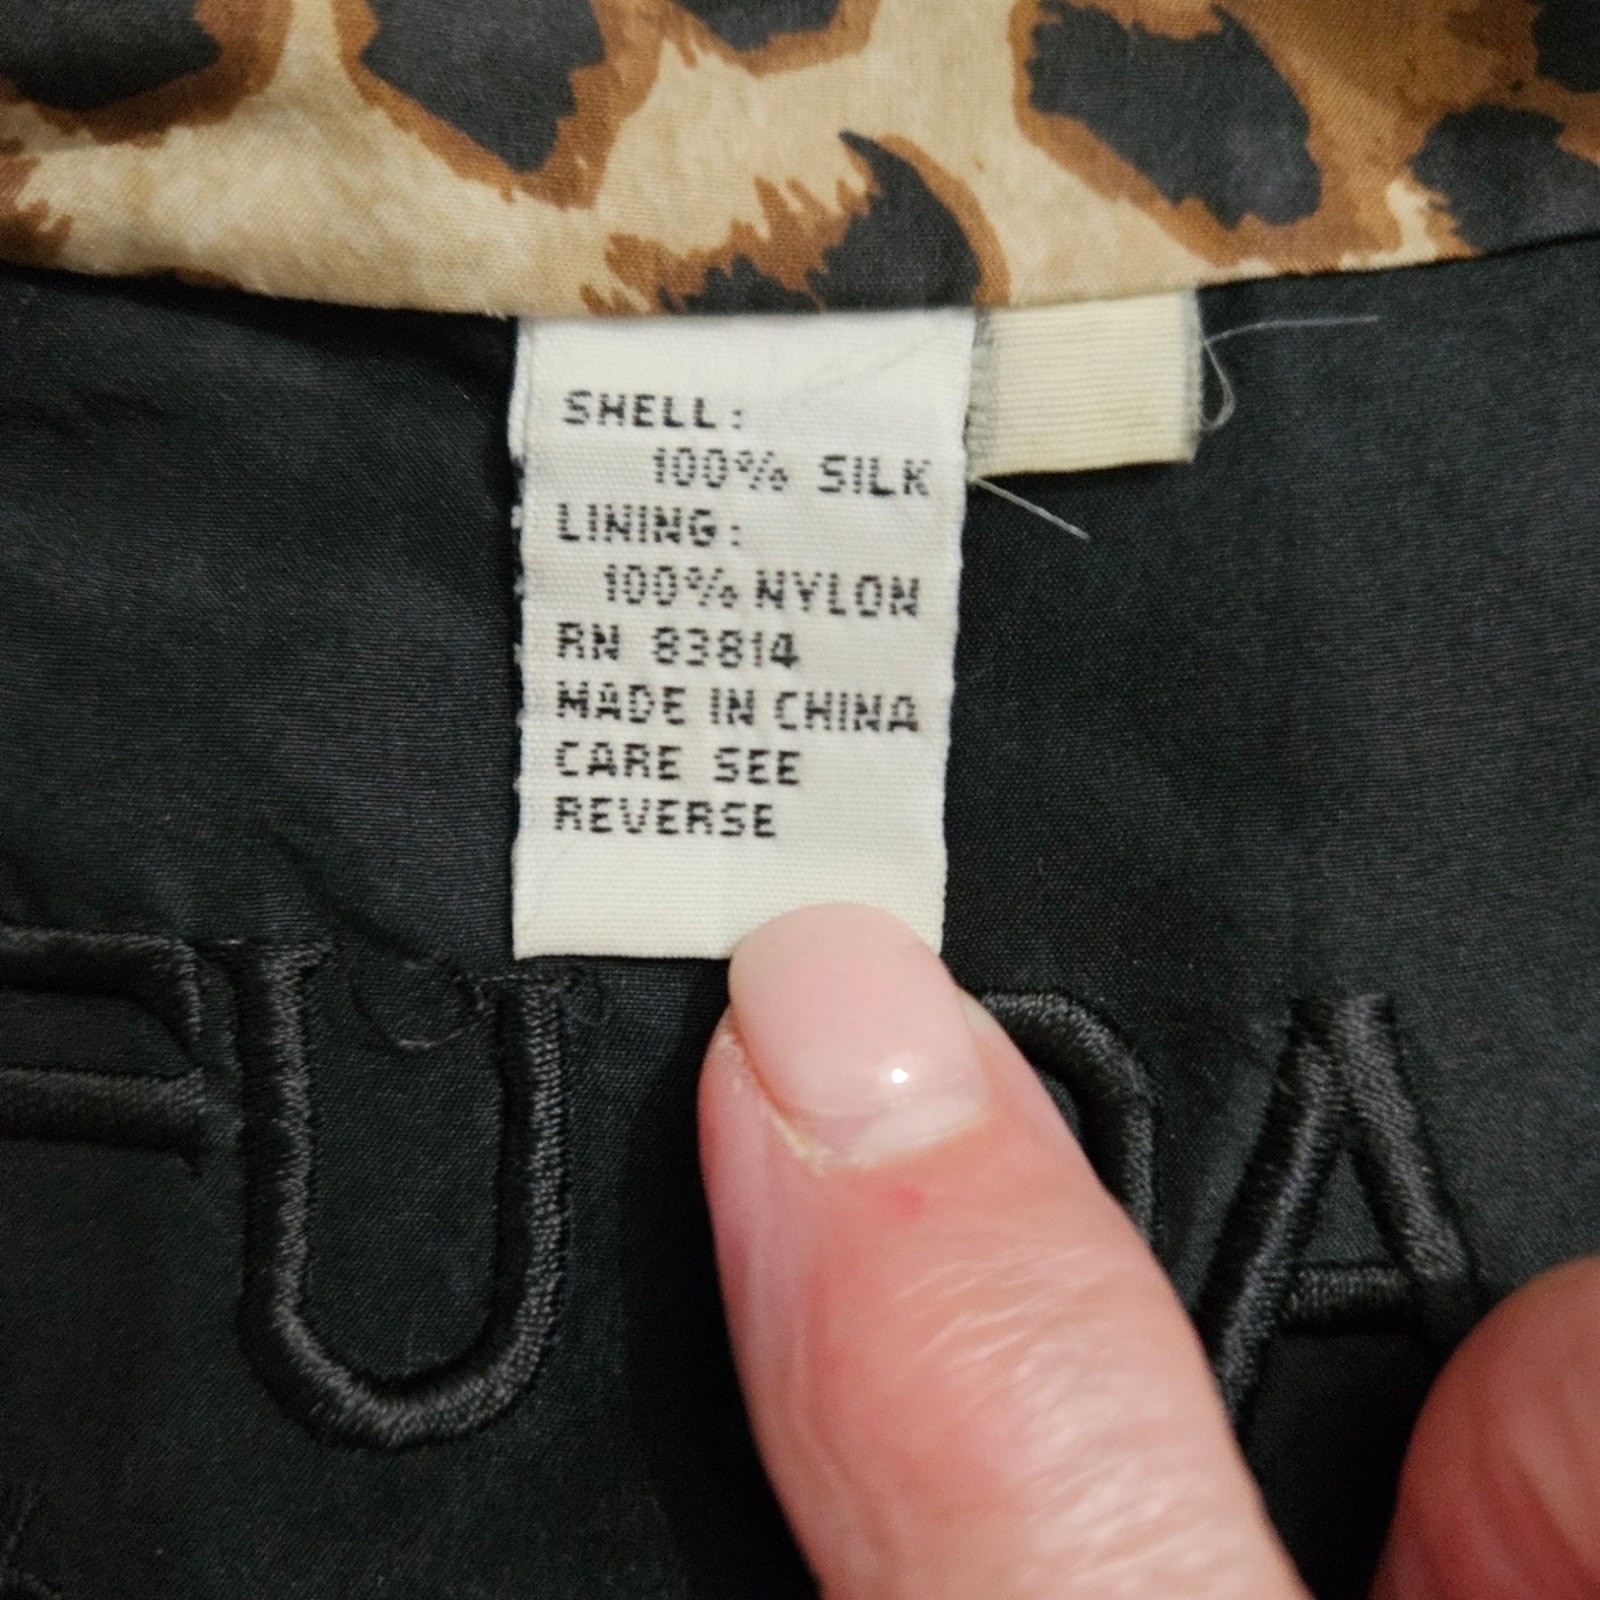 SHELL:
100% SILK
LINING:
100% NYLON
RN 83814
MADE IN CHINA
CARE SEE
REVERSE